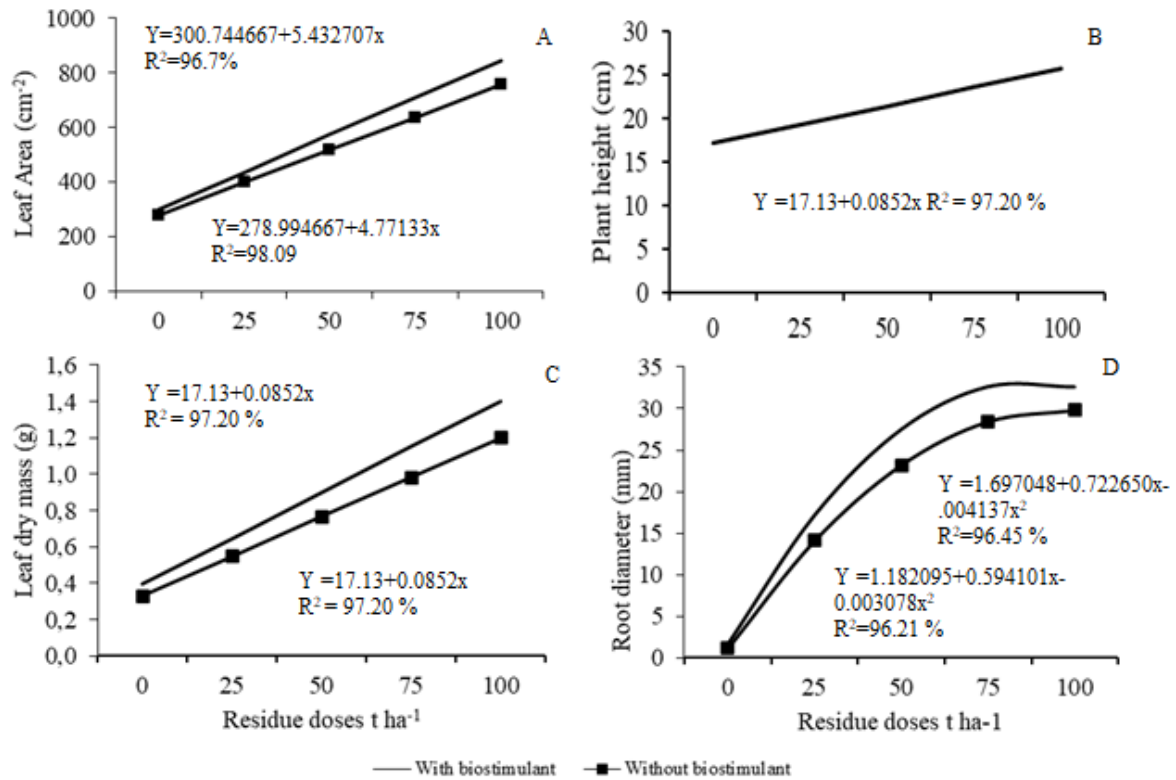 A
Y=300.744667+5.432707x
R²=96.7%
Y=278.994667+4.77133x
R²=98.09
Leaf Area (cm⁻²)
1000
800
600
400
200
0
0 25 50 75 100
B
Y =17.13+0.0852x R² = 97.20 %
Plant height (cm)
30
25
20
15
10
5
0
0 25 50 75 100
C
Y =17.13+0.0852x
R² = 97.20 %
Y =17.13+0.0852x
R² = 97.20 %
Leaf dry mass (g)
1,6
1,4
1,2
1,0
0,8
0,6
0,4
0,2
0,0
0 25 50 75 100
Residue doses t ha⁻¹
D
Y =1.697048+0.722650x-
.004137x²
R²=96.45 %
Y =1.182095+0.594101x-
0.003078x²
R²=96.21 %
Root diameter (mm)
35
30
25
20
15
10
5
0
0 25 50 75 100
Residue doses t ha-1
With biostimulant Without biostimulant